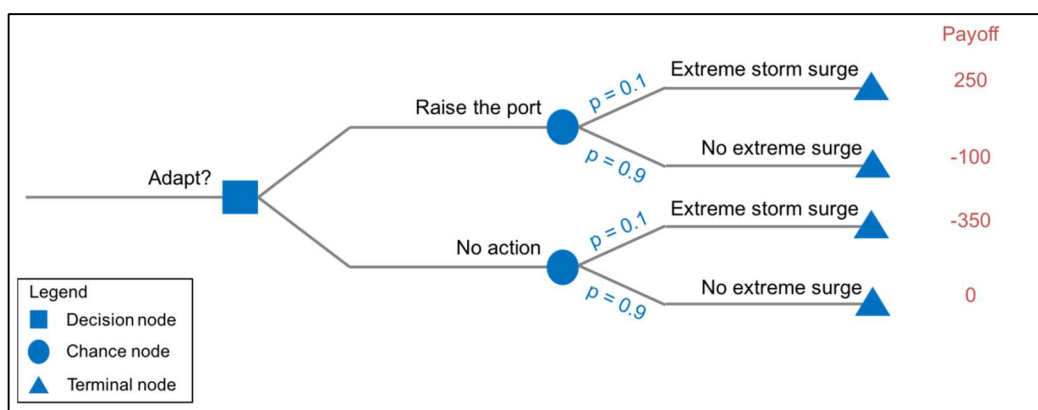 Payoff
Extreme storm surge
250
p = 0.1
Raise the port
No extreme surge
-100
p = 0.9
Adapt?
Extreme storm surge
-350
p = 0.1
No action
No extreme surge
0
p = 0.9
Legend
Decision node
Chance node
Terminal node